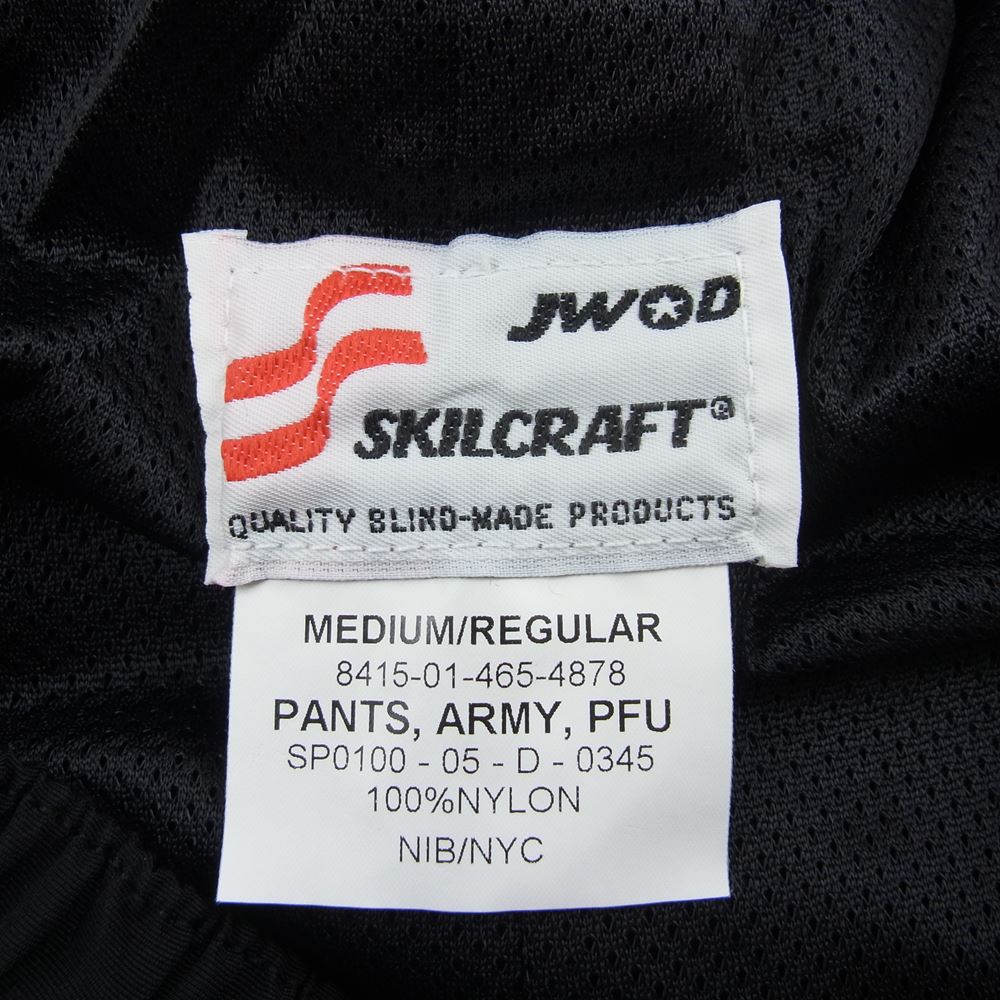 JWOD
SKILCRAFT®
QUALITY BLIND-MADE PRODUCTS
MEDIUM/REGULAR
8415-01-465-4878
PANTS, ARMY, PFU
SP0100 - 05 - D - 0345
100%NYLON
NIB/NYC